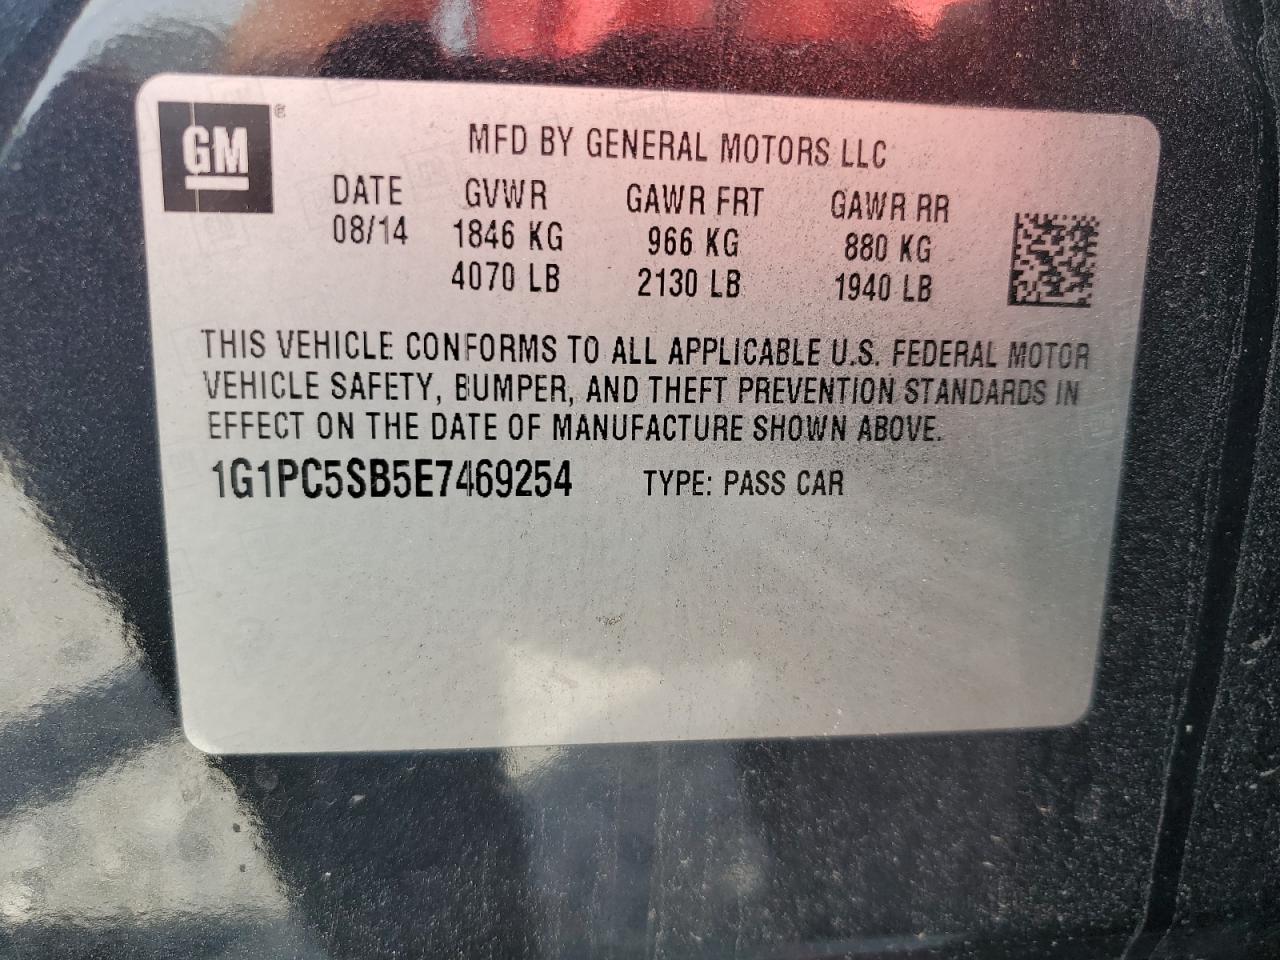 GM ®
MFD BY GENERAL MOTORS LLC
DATE GVWR GAWR FRT GAWR RR
08/14 1846 KG 966 KG 880 KG
4070 LB 2130 LB 1940 LB
THIS VEHICLE CONFORMS TO ALL APPLICABLE U.S. FEDERAL MOTOR
VEHICLE SAFETY, BUMPER, AND THEFT PREVENTION STANDARDS IN
EFFECT ON THE DATE OF MANUFACTURE SHOWN ABOVE.
1G1PC5SB5E7469254 TYPE: PASS CAR